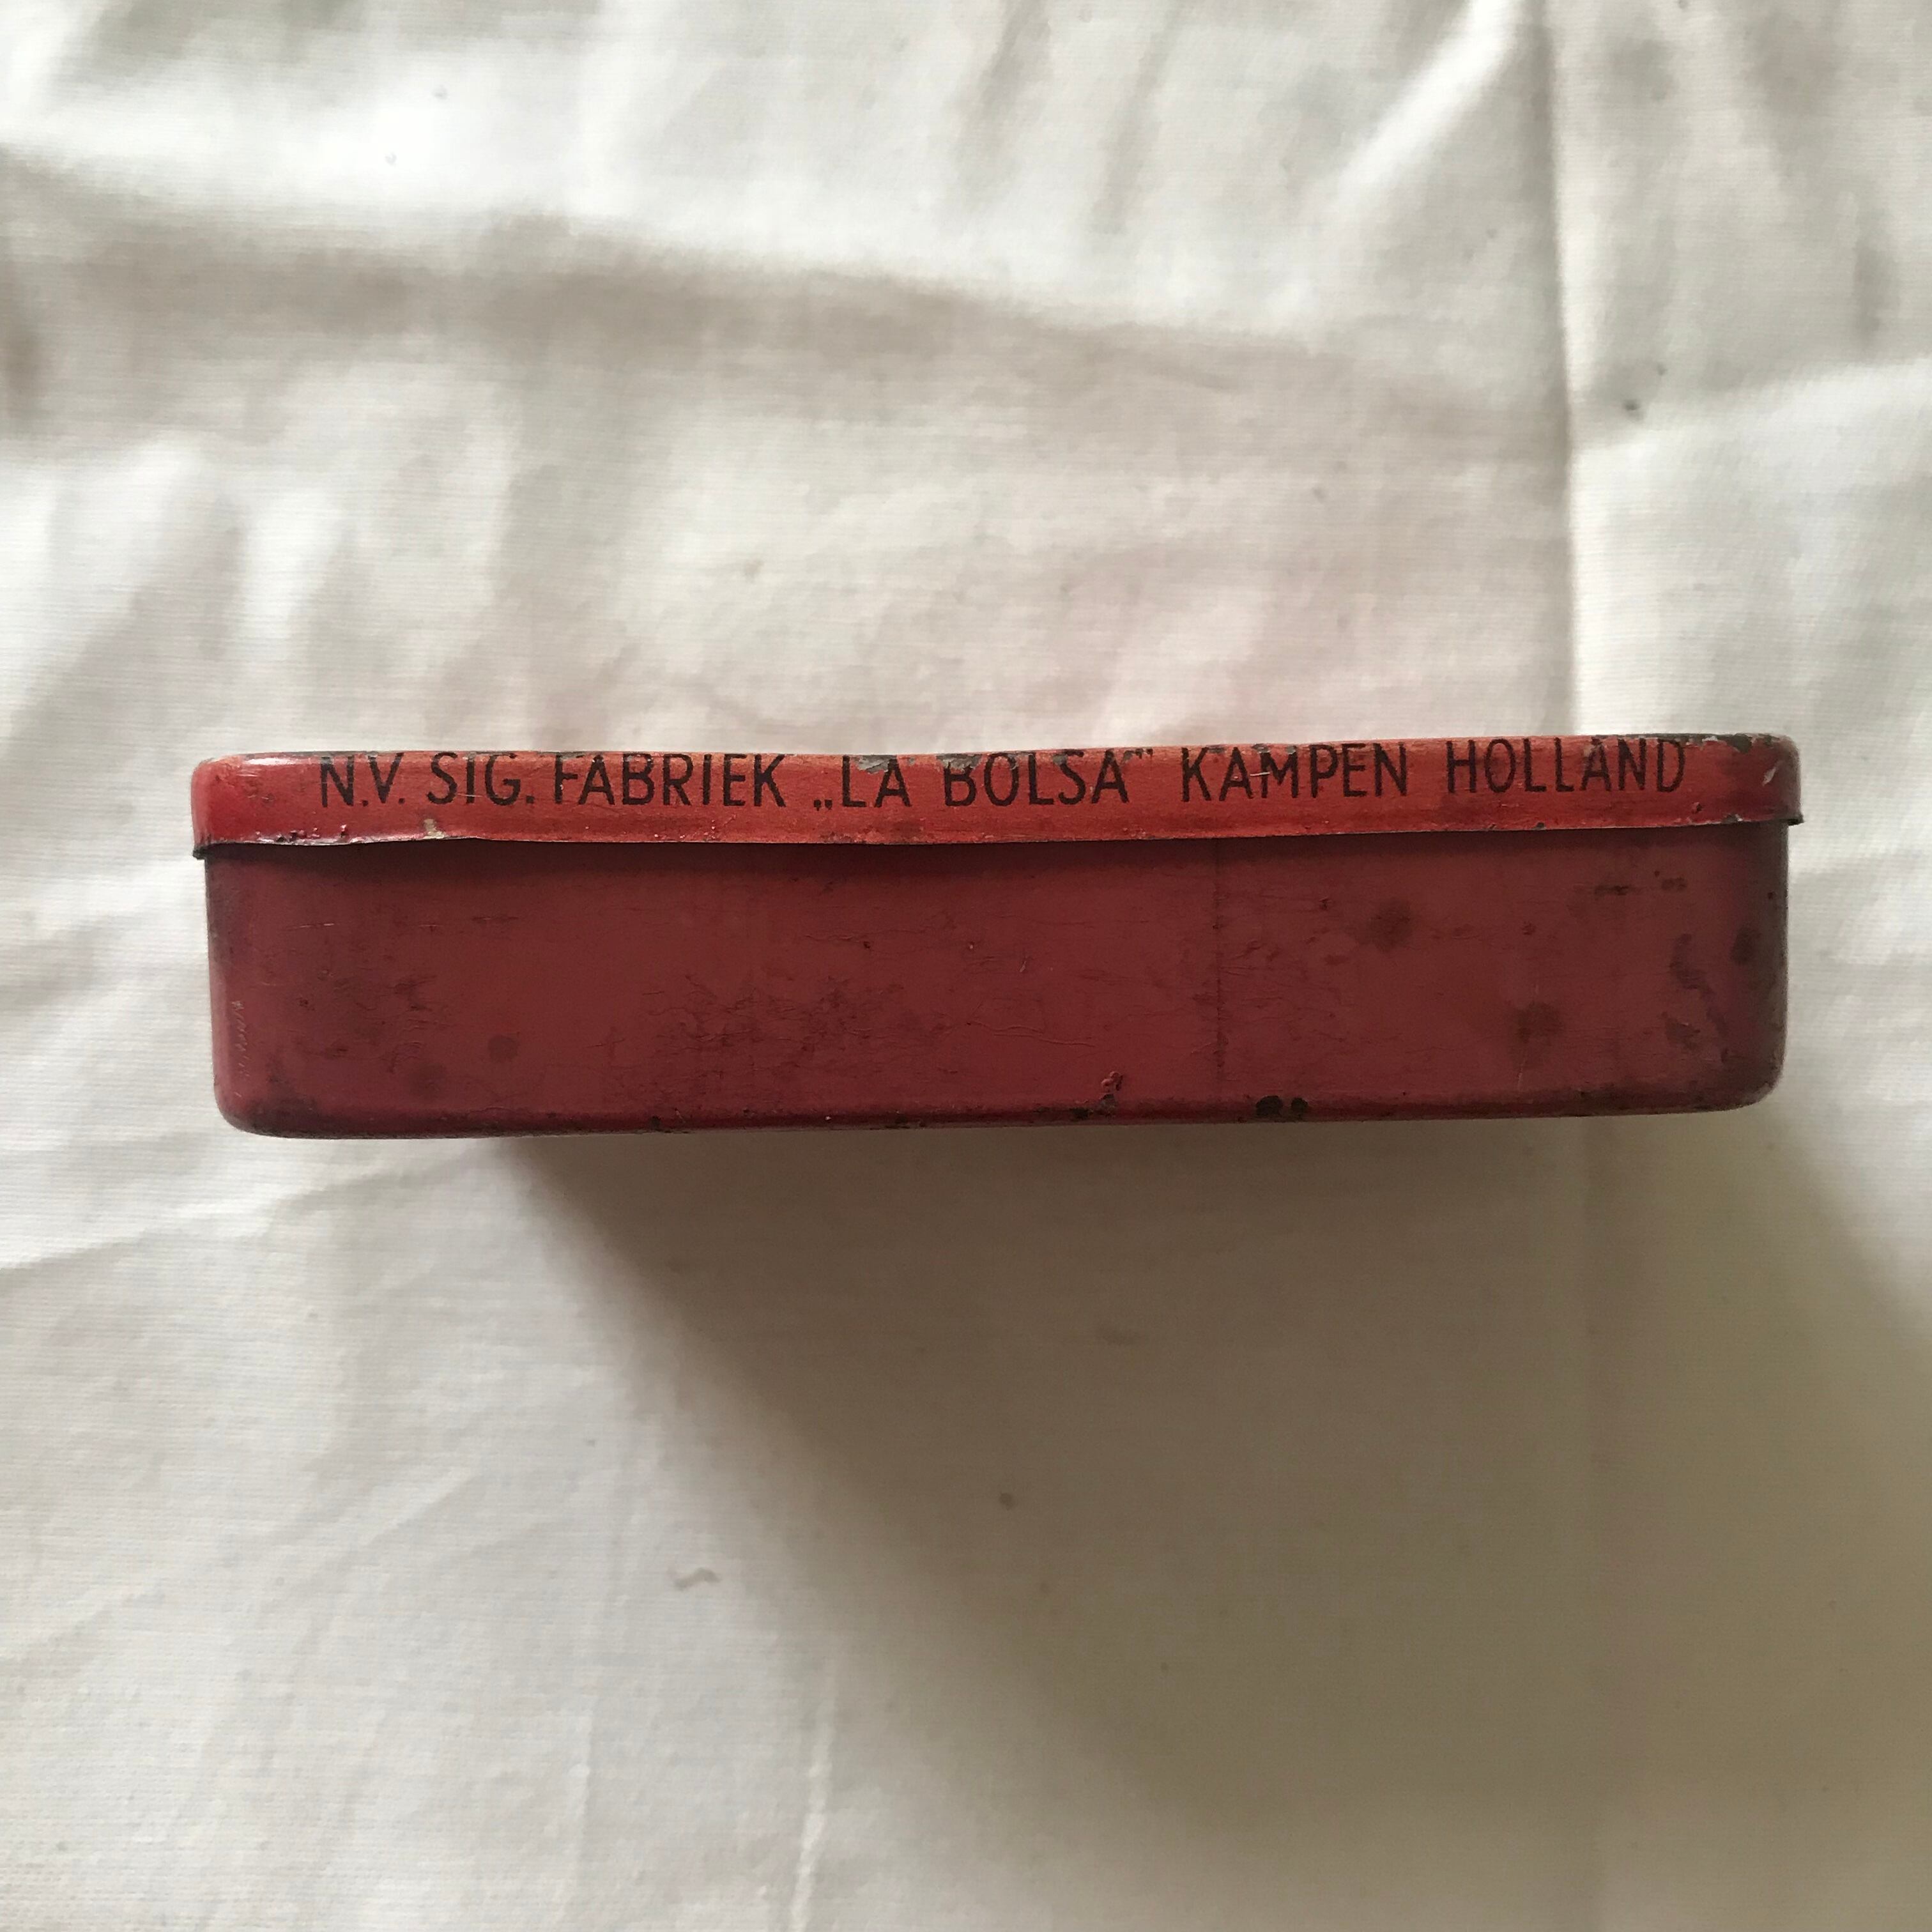 N.V. SIG. FABRIEK „LA BOLSA" KAMPEN HOLLAND